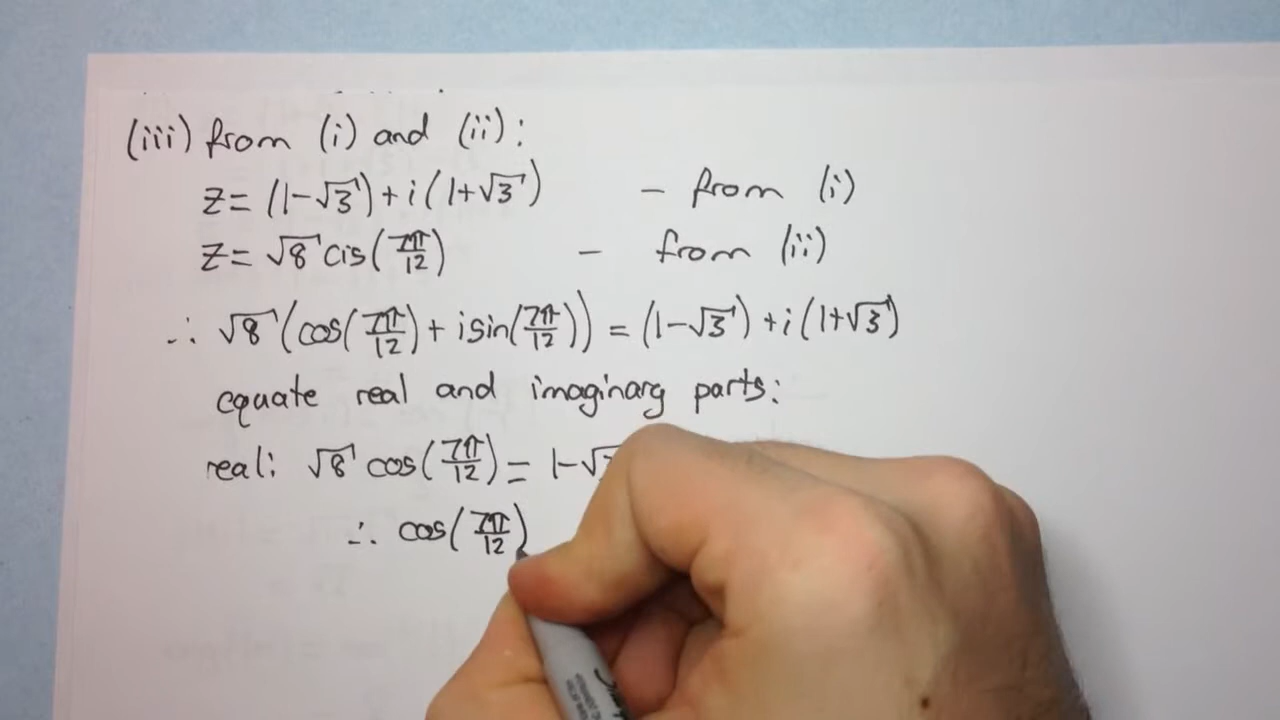 (iii) from (i) and (ii):
z = (1-√3) + i(1+√3) - from (i)
z = √8 cis(7π/12) - from (ii)
∴ √8(cos(7π/12) + isin(7π/12)) = (1-√3) + i(1+√3)
equate real and imaginary parts:
real: √8 cos(7π/12) = 1-√
∴ cos(7π/12)